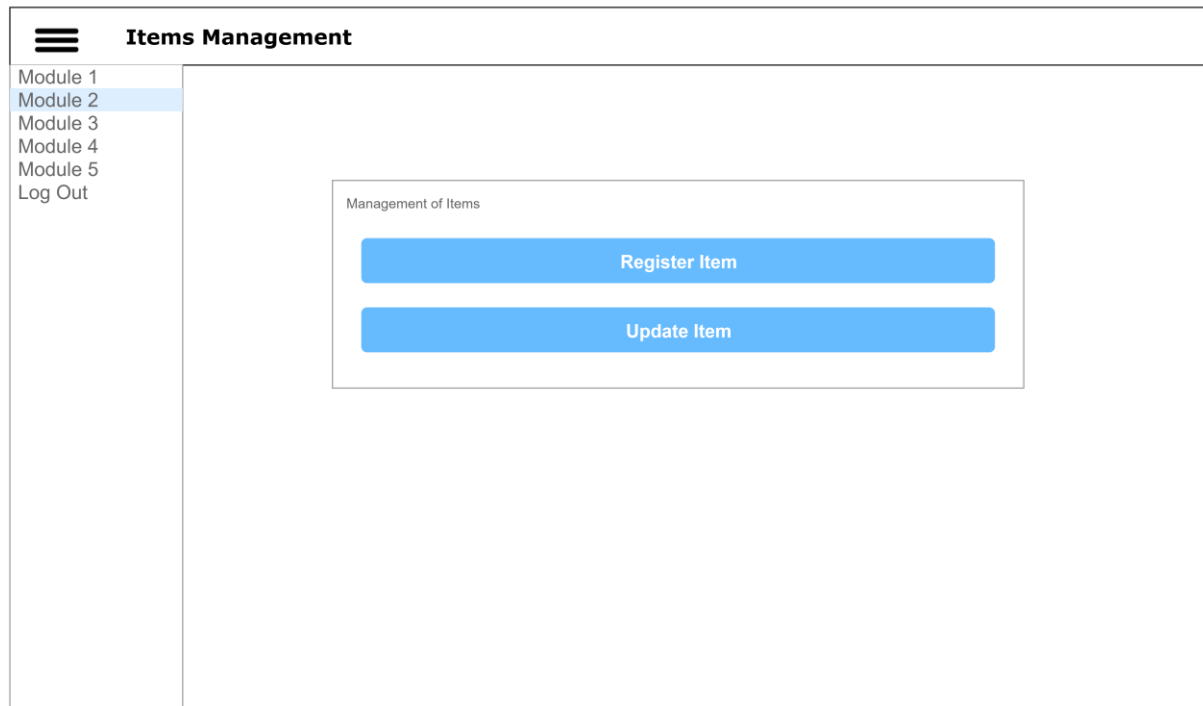 Items Management
Module 1
Module 2
Module 3
Module 4
Module 5
Log Out
Management of Items
Register Item
Update Item